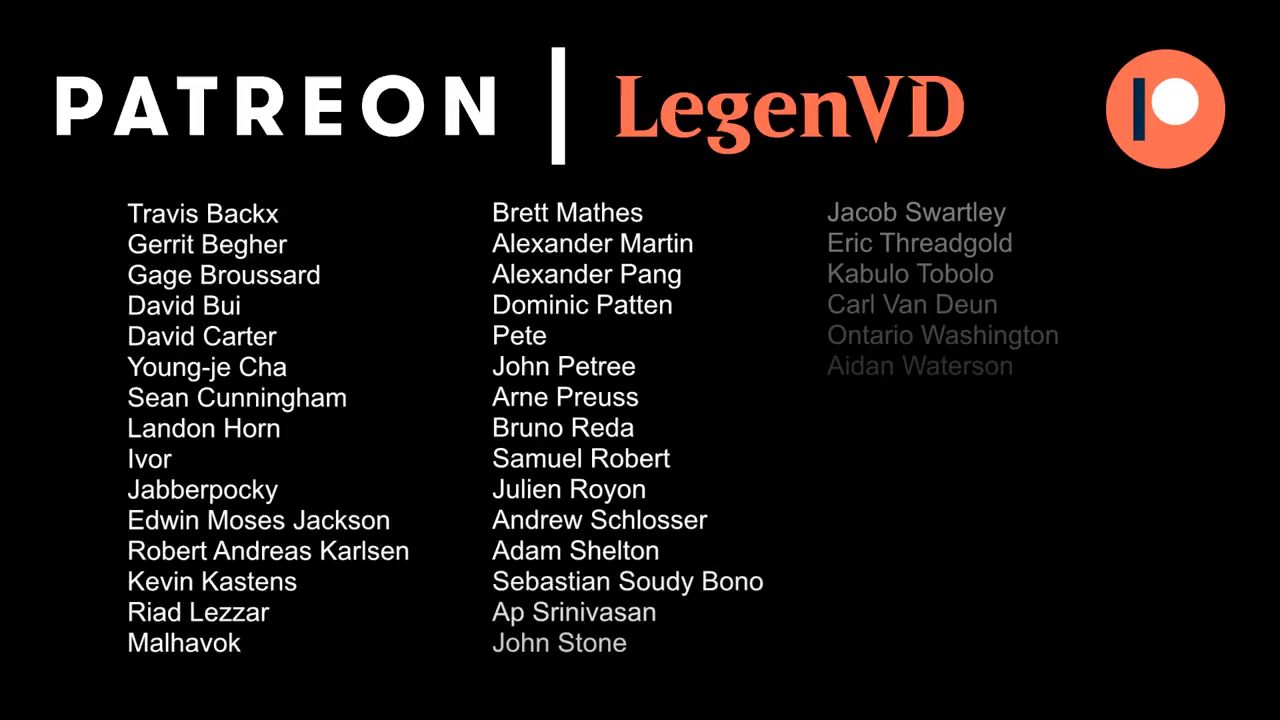 PATREON | LegenVD
Travis Backx
Gerrit Begher
Gage Broussard
David Bui
David Carter
Young-je Cha
Sean Cunningham
Landon Horn
Ivor
Jabberpocky
Edwin Moses Jackson
Robert Andreas Karlsen
Kevin Kastens
Riad Lezzar
Malhavok
Brett Mathes
Alexander Martin
Alexander Pang
Dominic Patten
Pete
John Petree
Arne Preuss
Bruno Reda
Samuel Robert
Julien Royon
Andrew Schlosser
Adam Shelton
Sebastian Soudy Bono
Ap Srinivasan
John Stone
Jacob Swartley
Eric Threadgold
Kabulo Tobolo
Carl Van Deun
Ontario Washington
Aidan Waterson